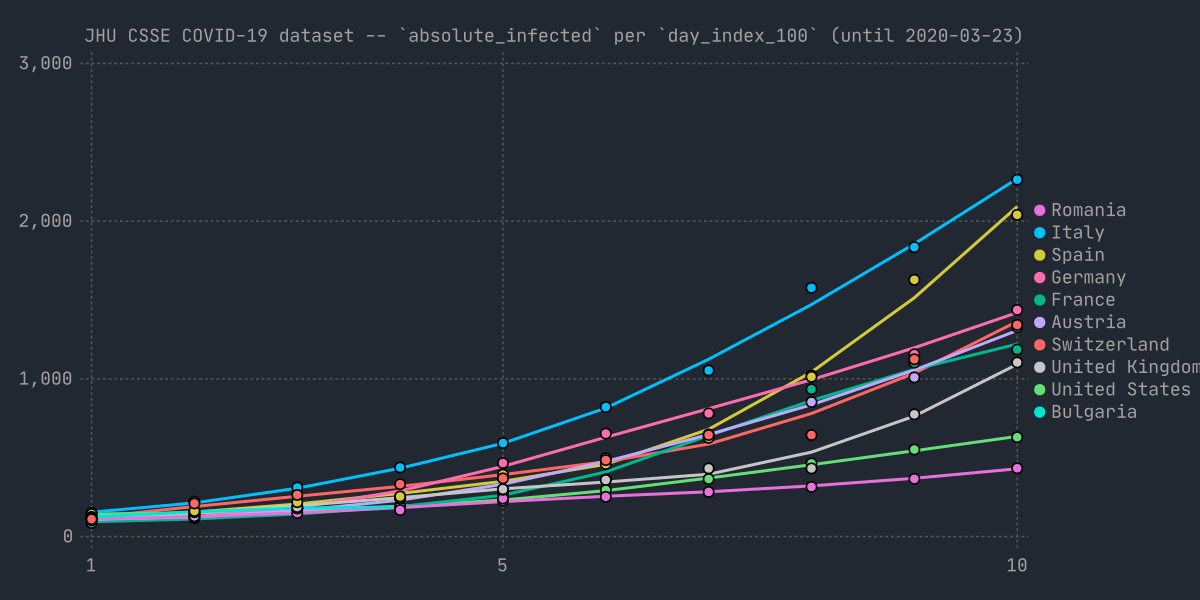 JHU CSSE COVID-19 dataset -- `absolute_infected` per `day_index_100` (until 2020-03-23)
3,000
2,000
1,000
0
1
5
10
Romania
Italy
Spain
Germany
France
Austria
Switzerland
United Kingdom
United States
Bulgaria